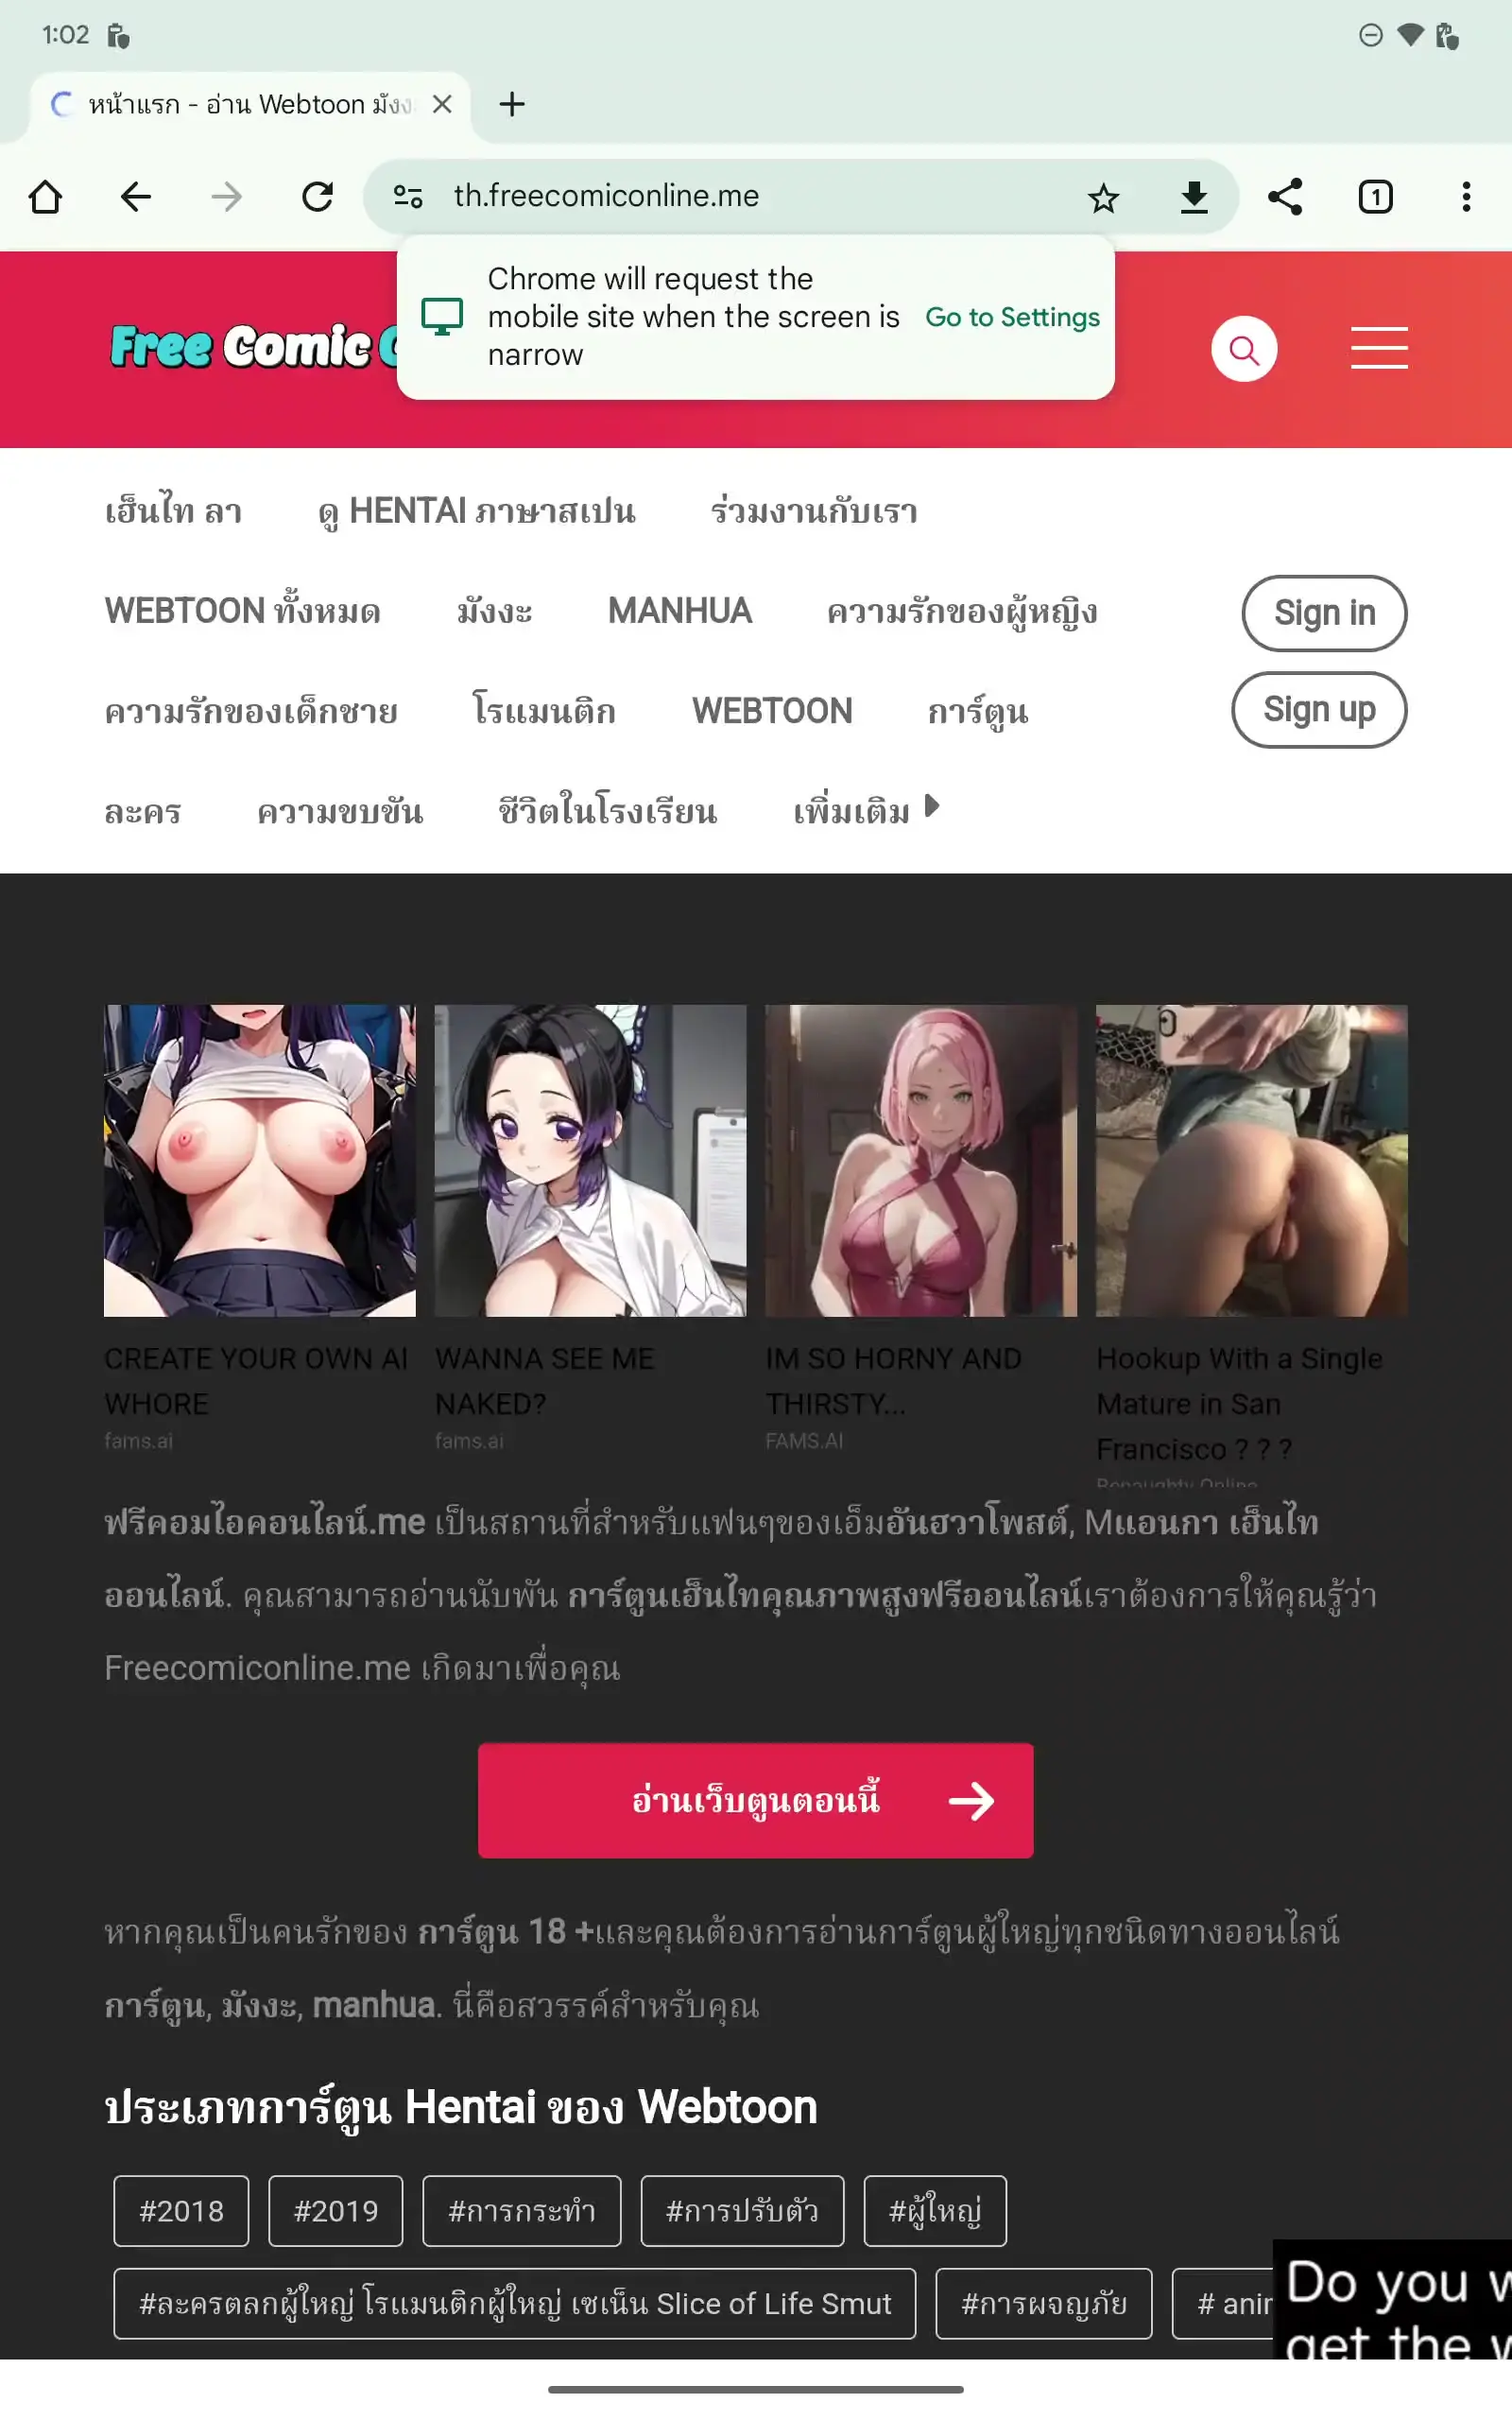 1:02
หน้าแรก - อ่าน Webtoon มังง
th.freecomiconline.me
1
Chrome will request the
mobile site when the screen is
narrow
Go to Settings
Free Comic
เฮ็นไท ลา ดู HENTAI ภาษาสเปน ร่วมงานกับเรา
WEBTOON ทั้งหมด มังงะ MANHUA ความรักของผู้หญิง
Sign in
ความรักของเด็กชาย โรแมนติก WEBTOON การ์ตูน
Sign up
ละคร ความขบขัน ชีวิตในโรงเรียน เพิ่มเติม
CREATE YOUR OWN AI
WHORE
fams.ai
WANNA SEE ME
NAKED?
fams.ai
IM SO HORNY AND
THIRSTY...
FAMS.AI
Hookup With a Single
Mature in San
Francisco ? ? ?
Benaughty Online
ฟรีคอมไอคอนไลน์.me เป็นสถานที่สำหรับแฟนๆของเอ็มอันฮวาโพสต์, Mแอนกา เฮ็นไท
ออนไลน์. คุณสามารถอ่านนับพัน การ์ตูนเฮ็นไทคุณภาพสูงฟรีออนไลน์เราต้องการให้คุณรู้ว่า
Freecomiconline.me เกิดมาเพื่อคุณ
อ่านเว็บตูนตอนนี้
หากคุณเป็นคนรักของ การ์ตูน 18 +และคุณต้องการอ่านการ์ตูนผู้ใหญ่ทุกชนิดทางออนไลน์
การ์ตูน, มังงะ, manhua. นี่คือสวรรค์สำหรับคุณ
ประเภทการ์ตูน Hentai ของ Webtoon
#2018 #2019 #การกระทำ #การปรับตัว #ผู้ใหญ่
#ละครตลกผู้ใหญ่ โรแมนติกผู้ใหญ่ เซเน็น Slice of Life Smut #การผจญภัย # anim
Do you w
get the w